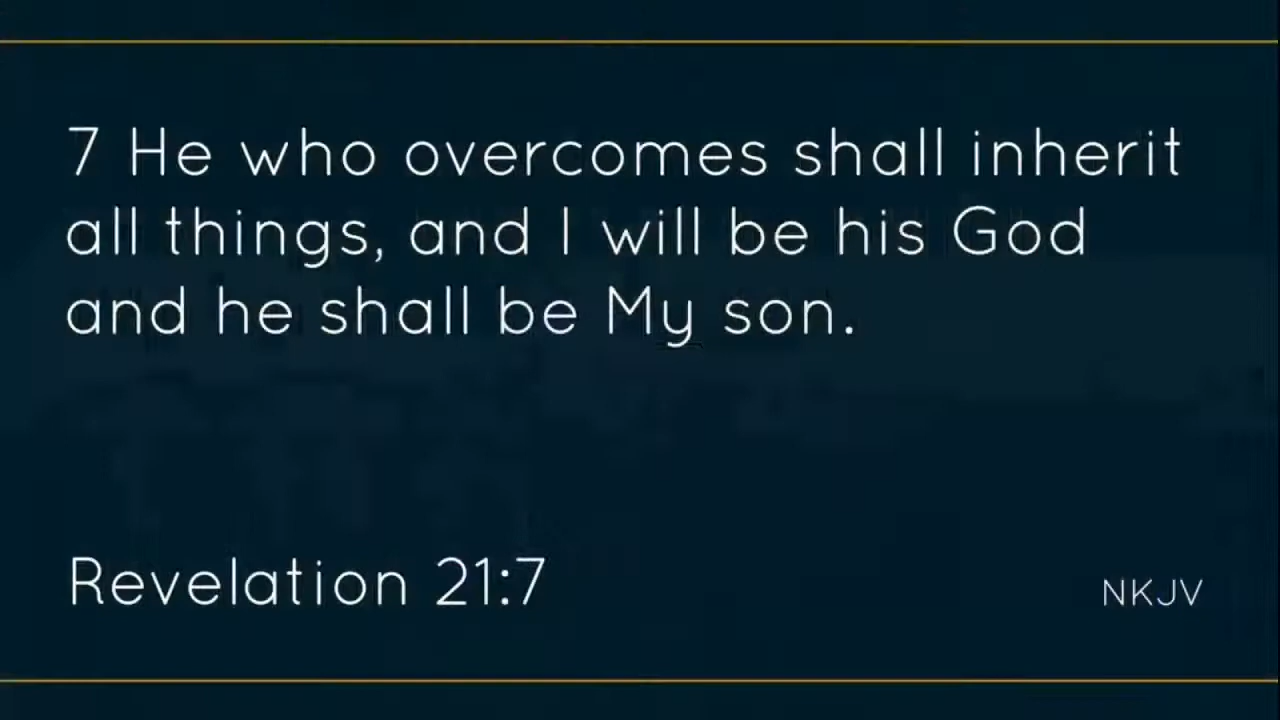 7 He who overcomes shall inherit
all things, and I will be his God
and he shall be My son.
Revelation 21:7
NKJV